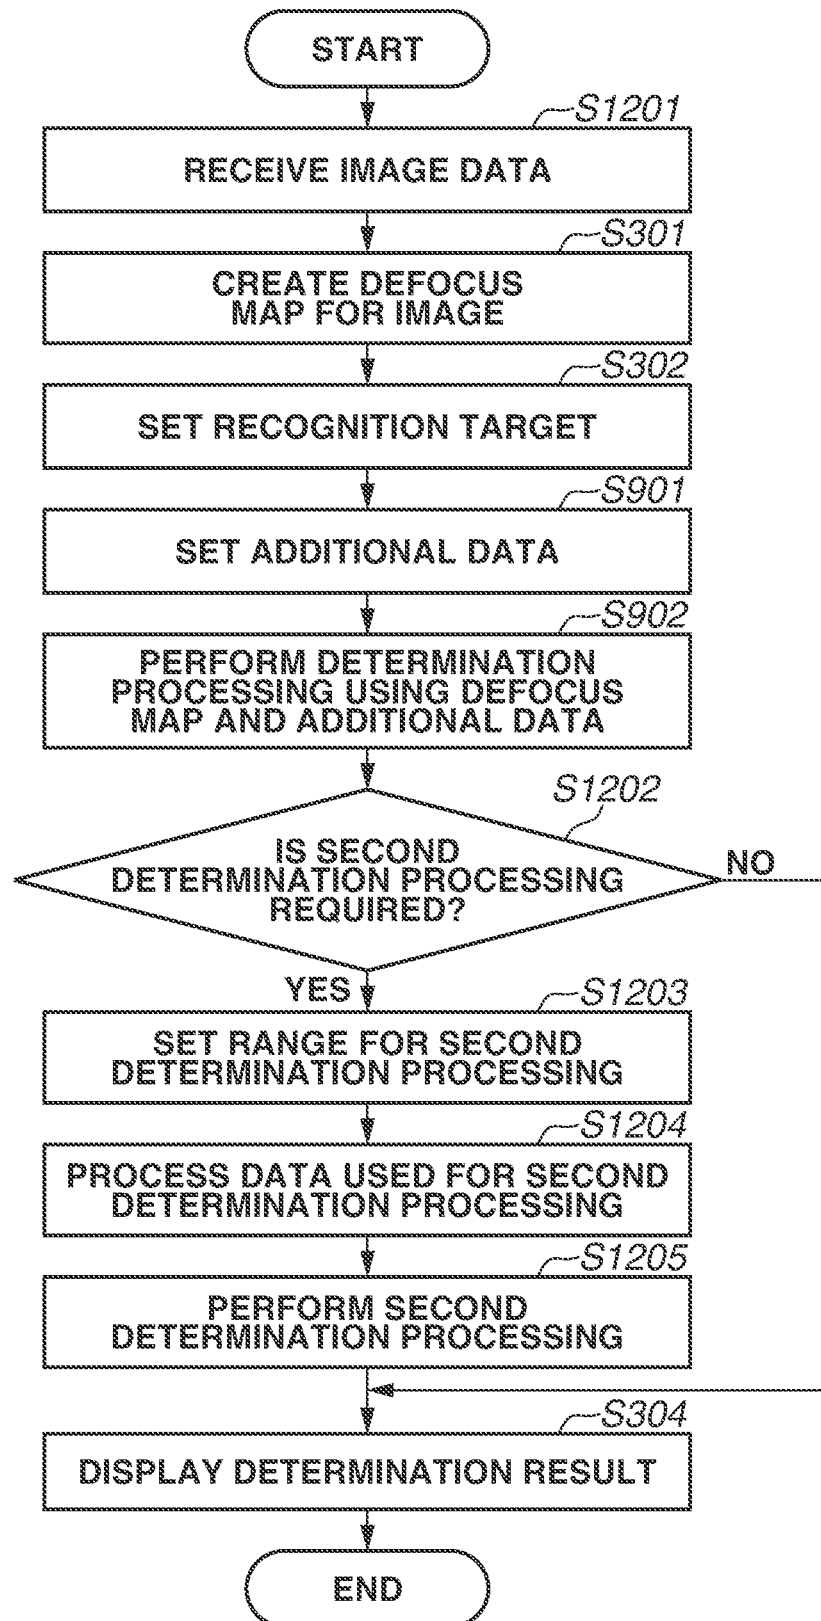 START
S1201
RECEIVE IMAGE DATA
S301
CREATE DEFOCUS
MAP FOR IMAGE
S302
SET RECOGNITION TARGET
S901
SET ADDITIONAL DATA
S902
PERFORM DETERMINATION
PROCESSING USING DEFOCUS
MAP AND ADDITIONAL DATA
S1202
IS SECOND
DETERMINATION PROCESSING
REQUIRED?
NO
YES
S1203
SET RANGE FOR SECOND
DETERMINATION PROCESSING
S1204
PROCESS DATA USED FOR SECOND
DETERMINATION PROCESSING
S1205
PERFORM SECOND
DETERMINATION PROCESSING
S304
DISPLAY DETERMINATION RESULT
END